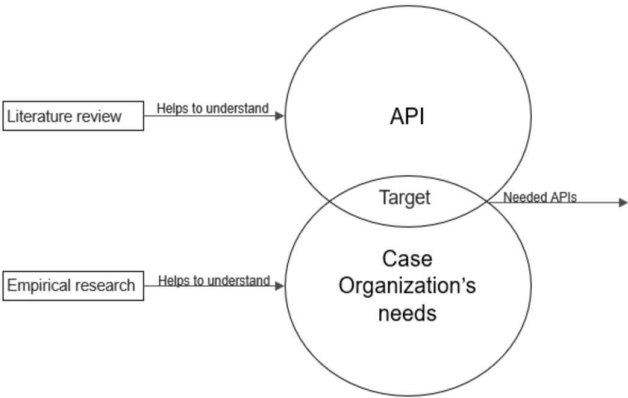 API
Literature review
Helps to understand
Target
Needed APIs
Case
Organization's
needs
Empirical research
Helps to understand